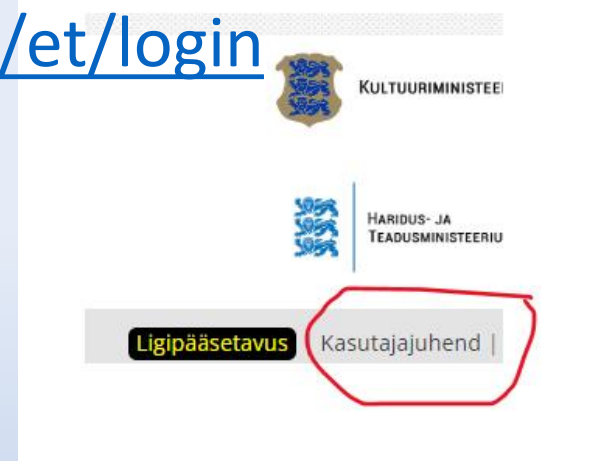 /et/login
KULTUURIMINISTEE
HARIDUS- JA
TEADUSMINISTEERIU
Ligipääsetavus Kasutajajuhend |